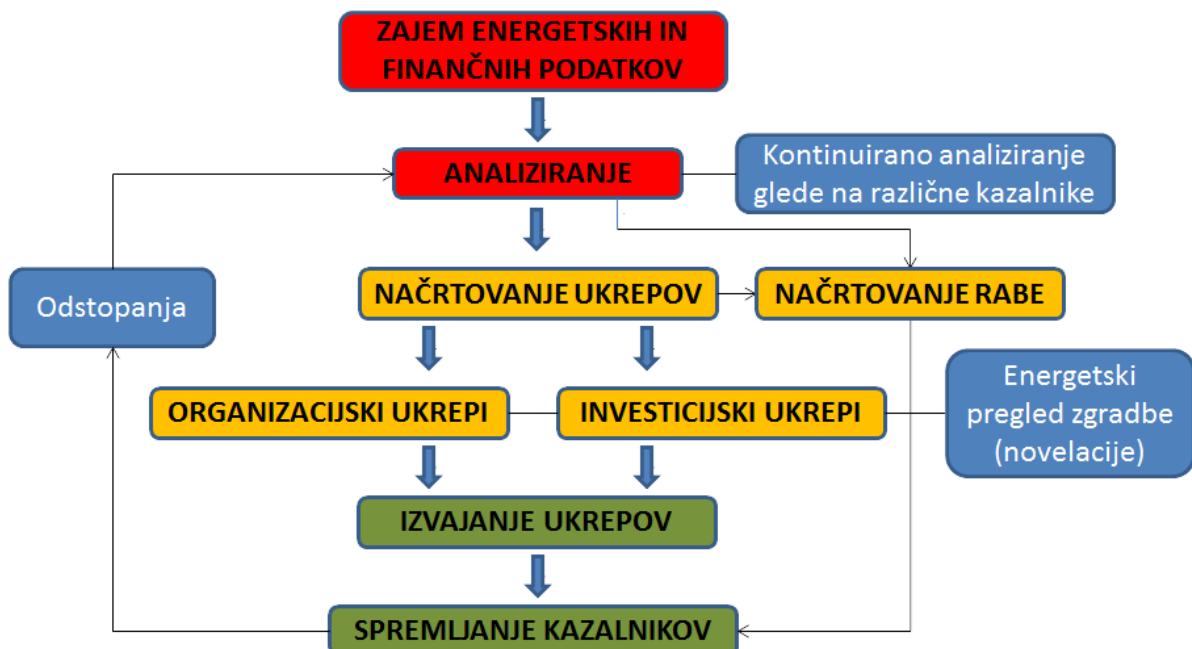 ZAJEM ENERGETSKIH IN
FINANČNIH PODATKOV
ANALIZIRANJE
Kontinuirano analiziranje
glede na različne kazalnike
Odstopanja
NAČRTOVANJE UKREPOV
NAČRTOVANJE RABE
ORGANIZACIJSKI UKREPI
INVESTICIJSKI UKREPI
Energetski
pregled zgradbe
(novelacije)
IZVAJANJE UKREPOV
SPREMLJANJE KAZALNIKOV